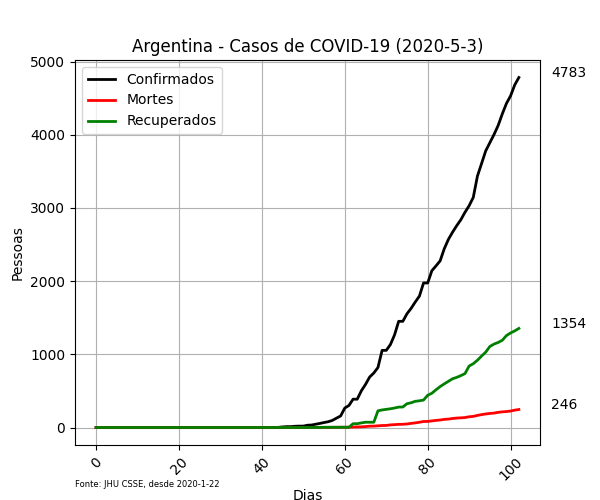 Argentina - Casos de COVID-19 (2020-5-3)
Confirmados
Mortes
Recuperados
5000
4000
3000
2000
1000
0
Pessoas
4783
1354
246
0
20
40
60
80
100
Dias
Fonte: JHU CSSE, desde 2020-1-22